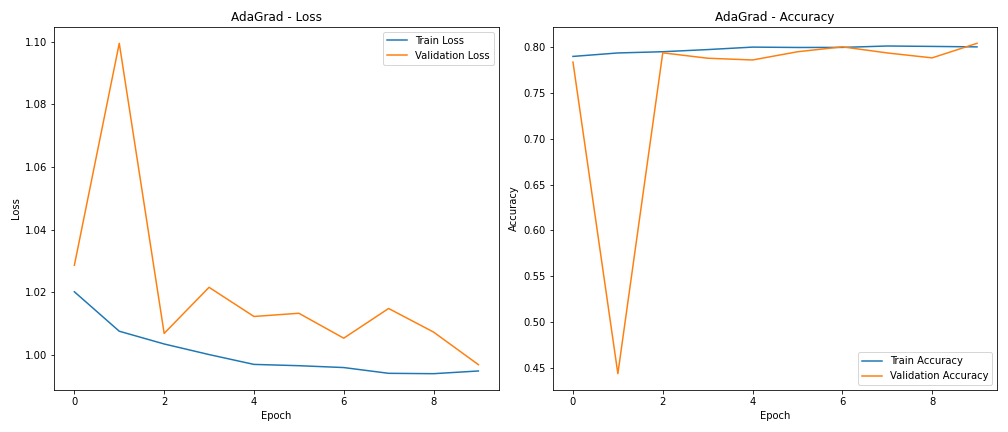 AdaGrad - Loss
Train Loss
Validation Loss
1.10
1.08
1.06
1.04
1.02
1.00
Loss
0 2 4 6 8
Epoch
AdaGrad - Accuracy
0.80
0.75
0.70
0.65
0.60
0.55
0.50
0.45
Accuracy
Train Accuracy
Validation Accuracy
0 2 4 6 8
Epoch